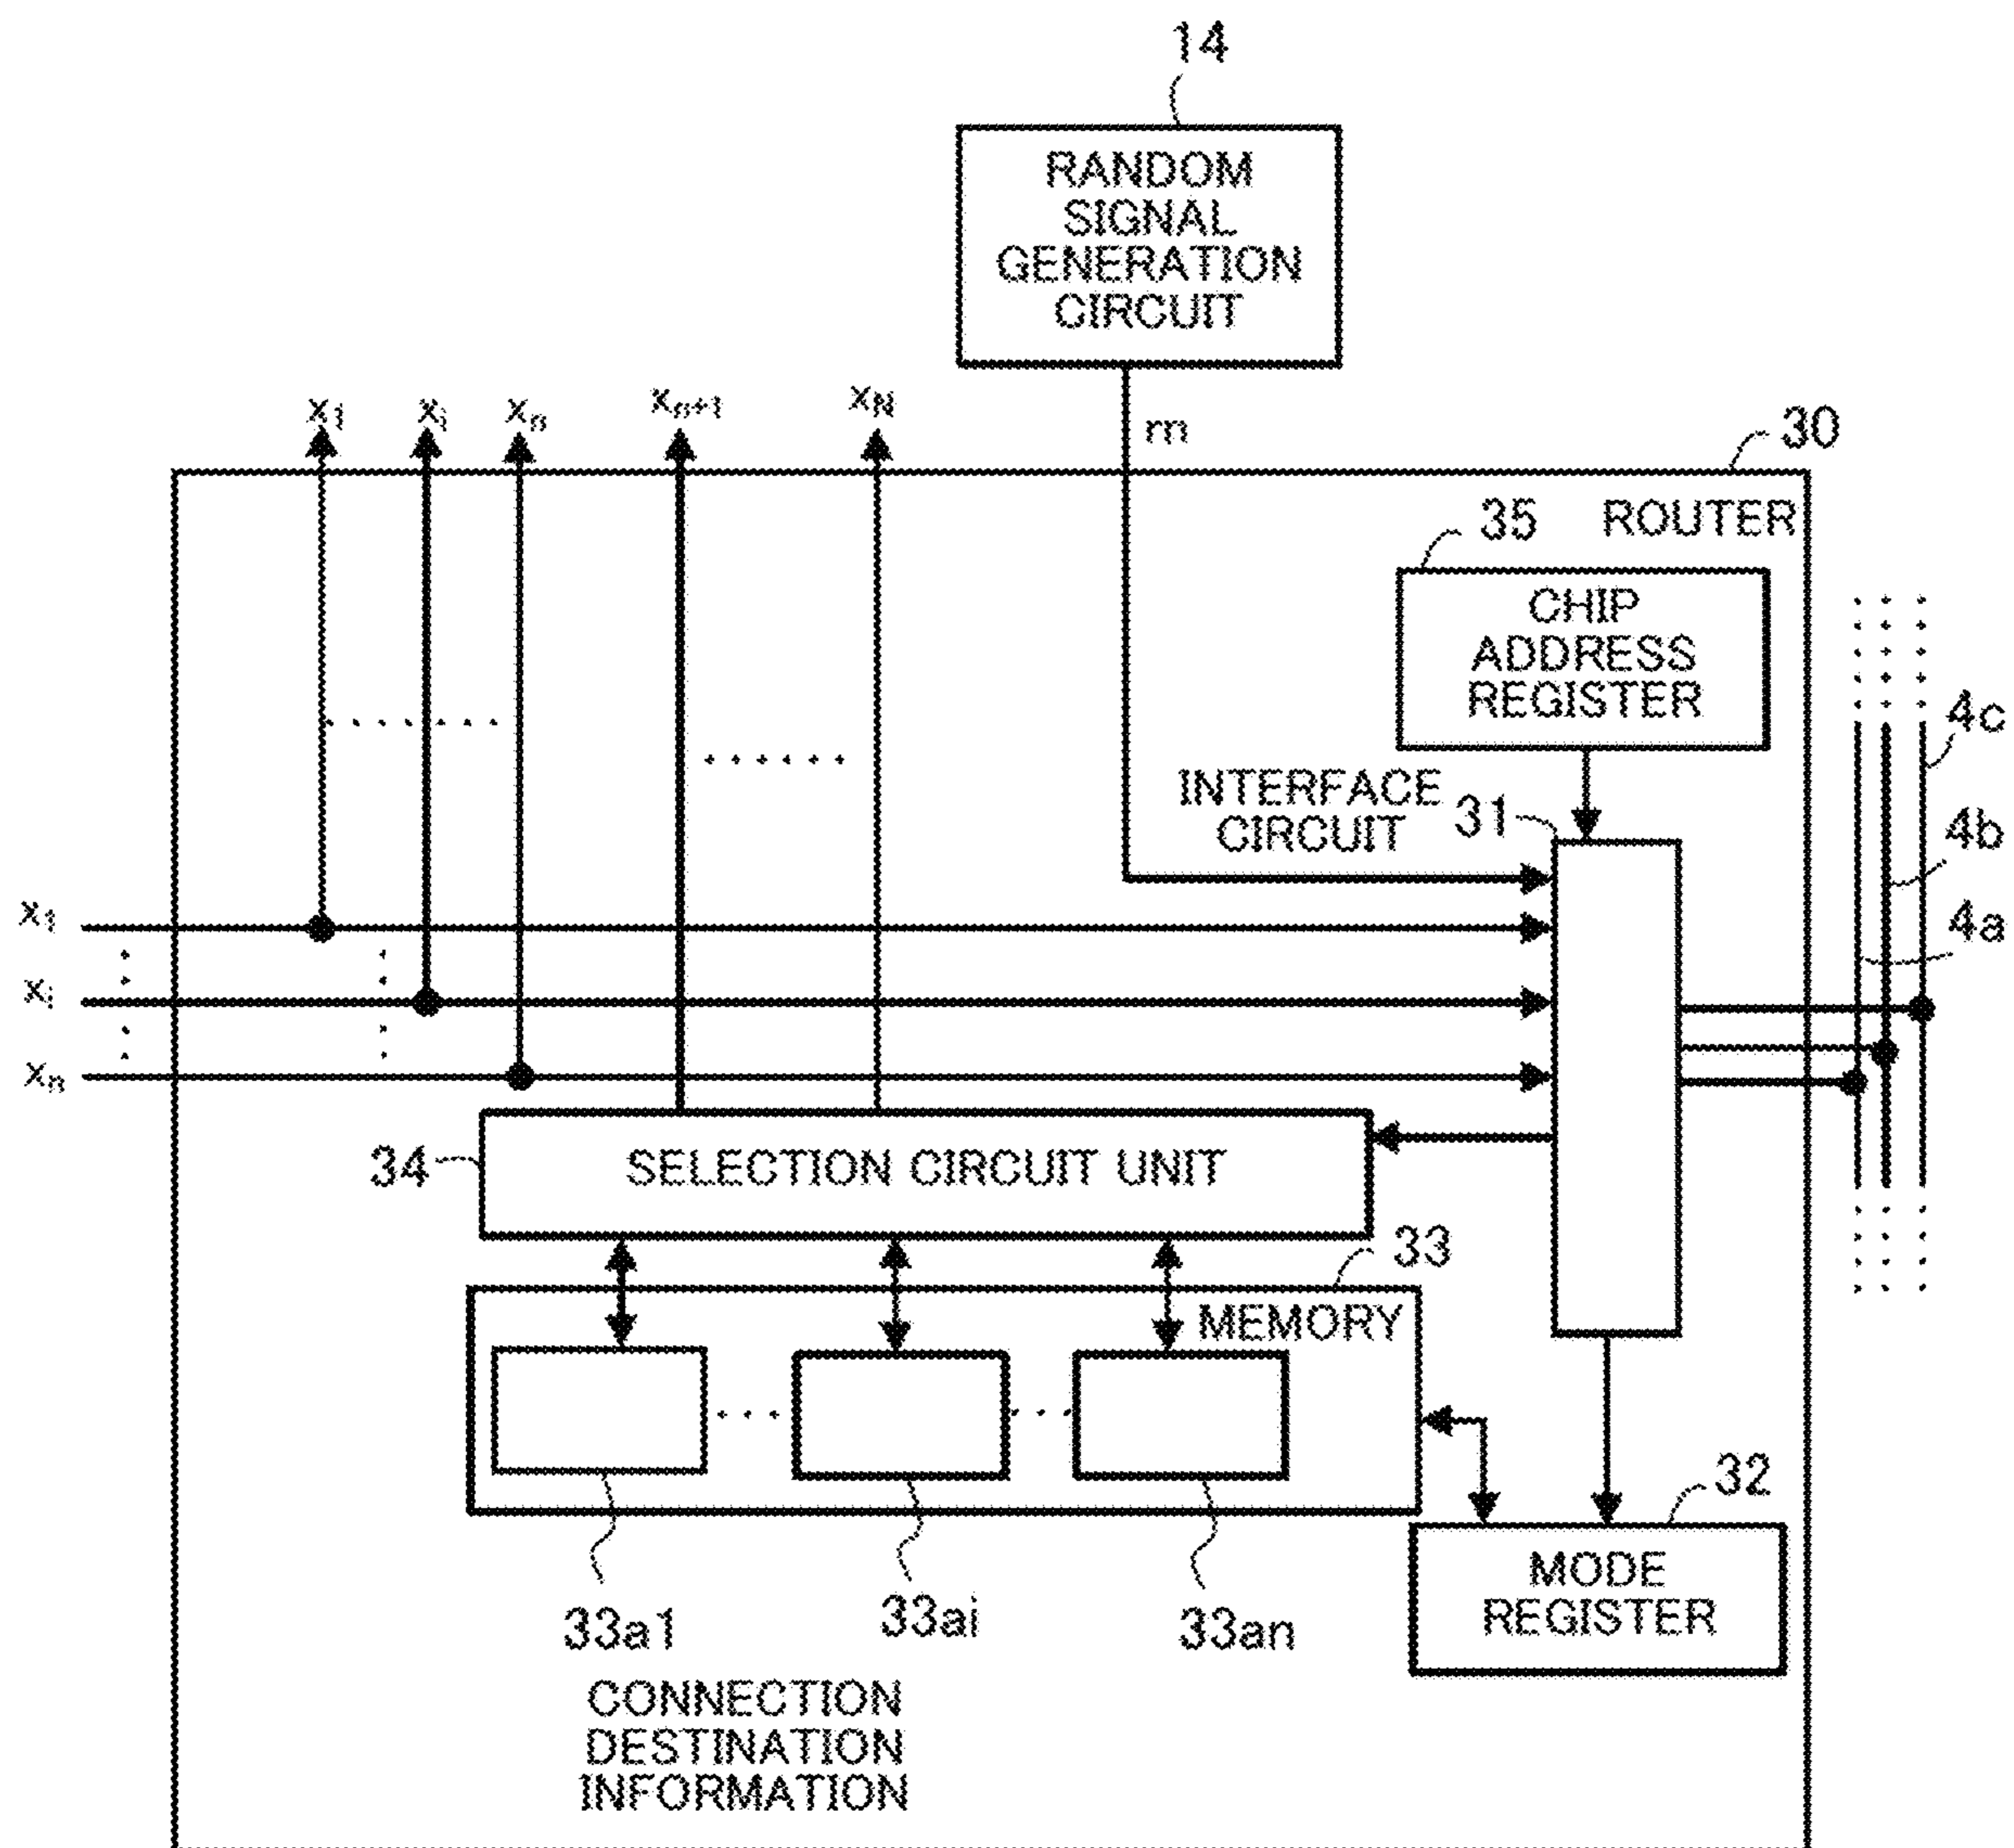 14
RANDOM
SIGNAL
GENERATION
CIRCUIT
x₁ xᵢ xₙ xₙ₊₁ x_N
rn
30
ROUTER
35
CHIP
ADDRESS
REGISTER
4c
INTERFACE
CIRCUIT
31
4b
x₁
4a
xᵢ
xₙ
34
SELECTION CIRCUIT UNIT
33
MEMORY
32
MODE
REGISTER
33a1 33ai 33an
CONNECTION
DESTINATION
INFORMATION